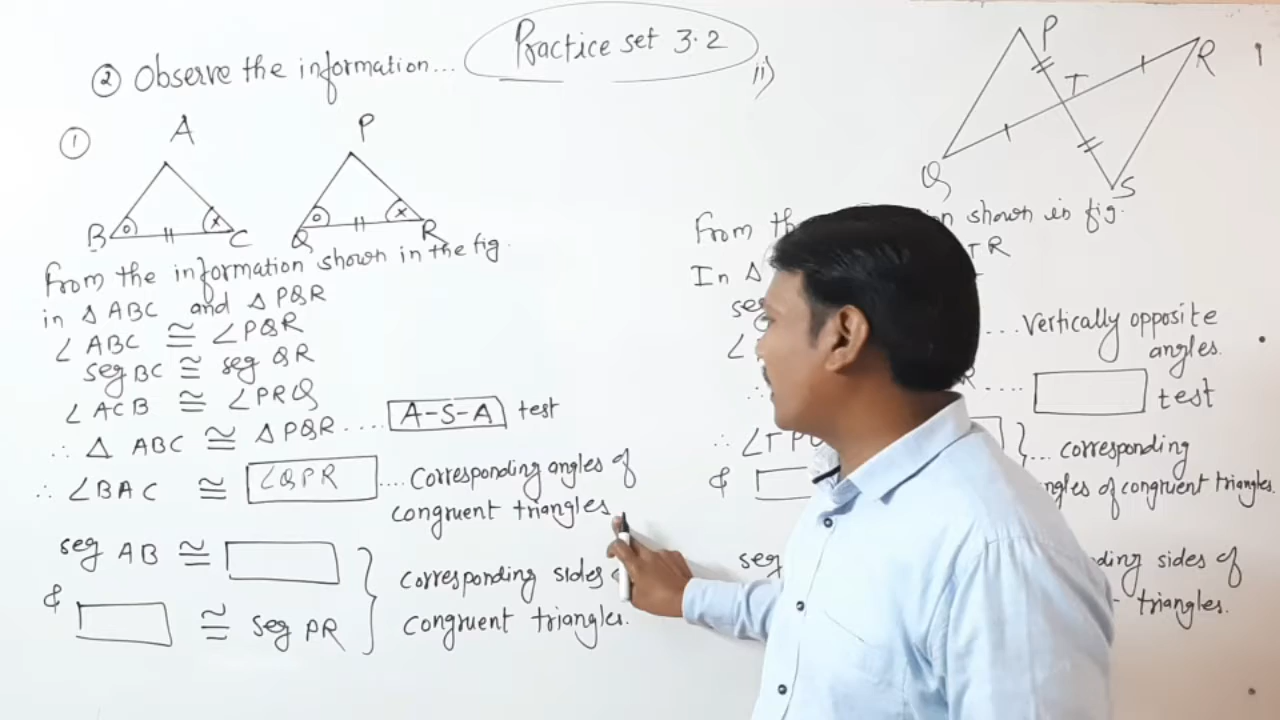 Practice set 3.2
② Observe the information...
①
A
B
C
P
Q
R
From the information shown in the fig.
in △ ABC and △ PQR
∠ ABC ≅ ∠PQR
seg BC ≅ seg QR
∠ ACB ≅ ∠PRQ
∴ △ ABC ≅ △ PQR .... A-S-A test
∴ ∠BAC ≅ ∠QPR .... Corresponding angles of
congruent triangles.
seg AB ≅
& ≅ seg PR
corresponding sides
congruent triangles.
ii)
P
T
R
Q
S
From shown in fig.
In △ TR
seg
∠ ... Vertically opposite
angles.
∴ .... test
∴ ∠TP } ... corresponding
& angles of congruent triangles.
seg sides of
triangles.